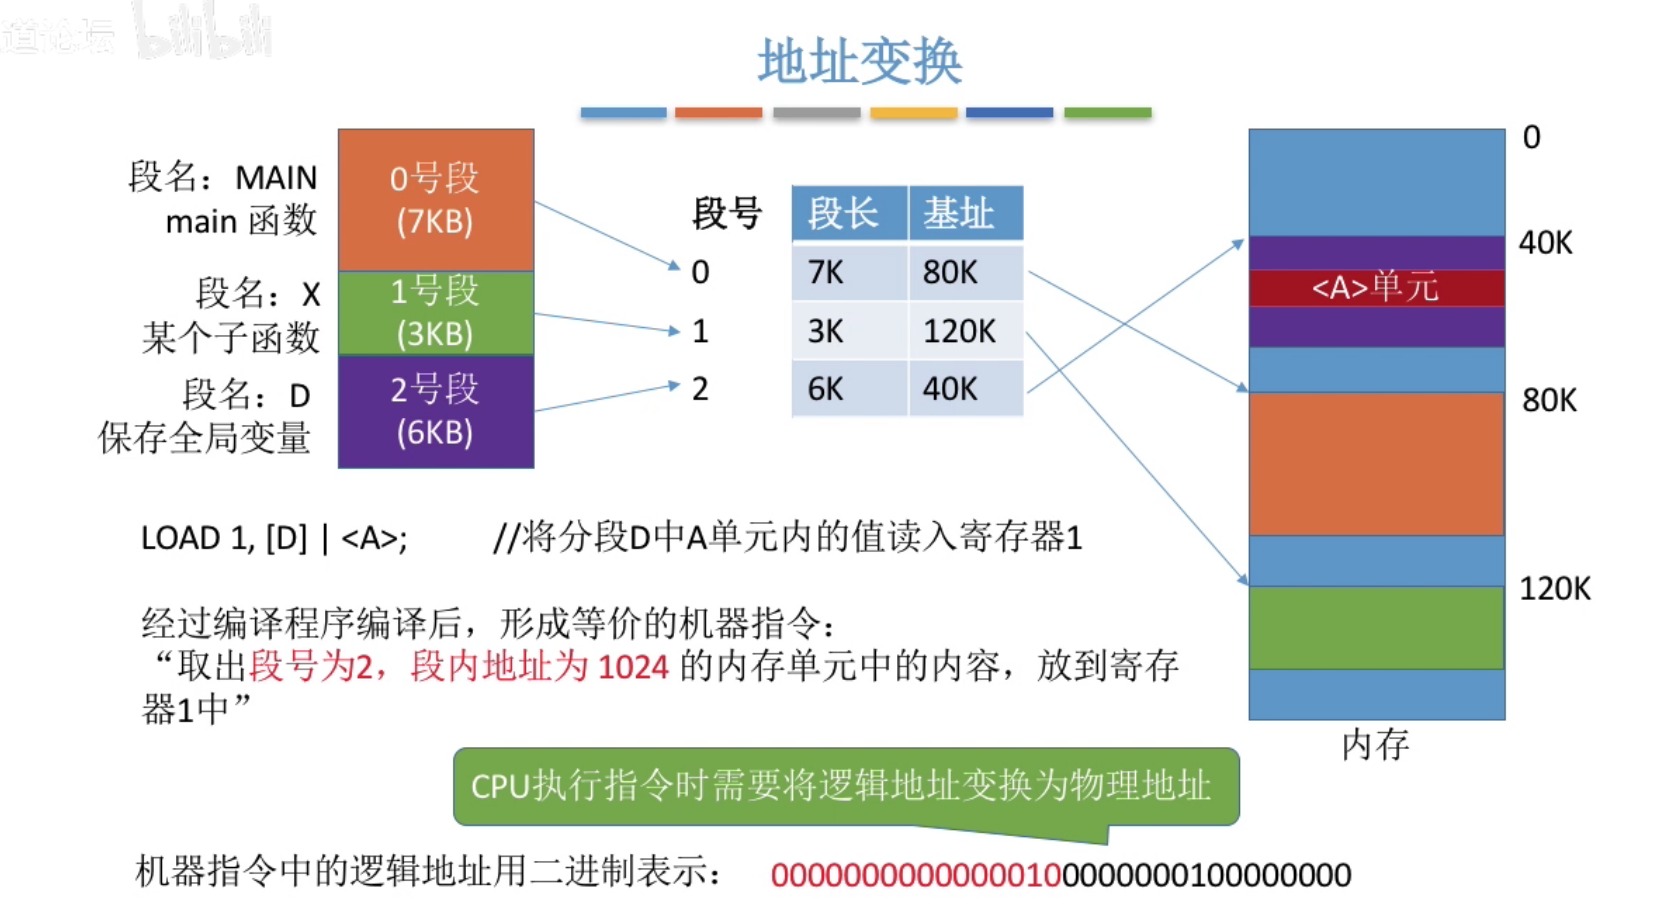 道论坛 bilibili
地址变换
段名：MAIN
main 函数
0号段
(7KB)
段名：X
某个子函数
1号段
(3KB)
段名：D
保存全局变量
2号段
(6KB)
段号 段长 基址
0 7K 80K
1 3K 120K
2 6K 40K
0
40K
<A>单元
80K
120K
内存
LOAD 1, [D] | <A>; //将分段D中A单元内的值读入寄存器1
经过编译程序编译后，形成等价的机器指令：
“取出段号为2，段内地址为 1024 的内存单元中的内容，放到寄存
器1中”
CPU执行指令时需要将逻辑地址变换为物理地址
机器指令中的逻辑地址用二进制表示： 00000000000000100000000100000000